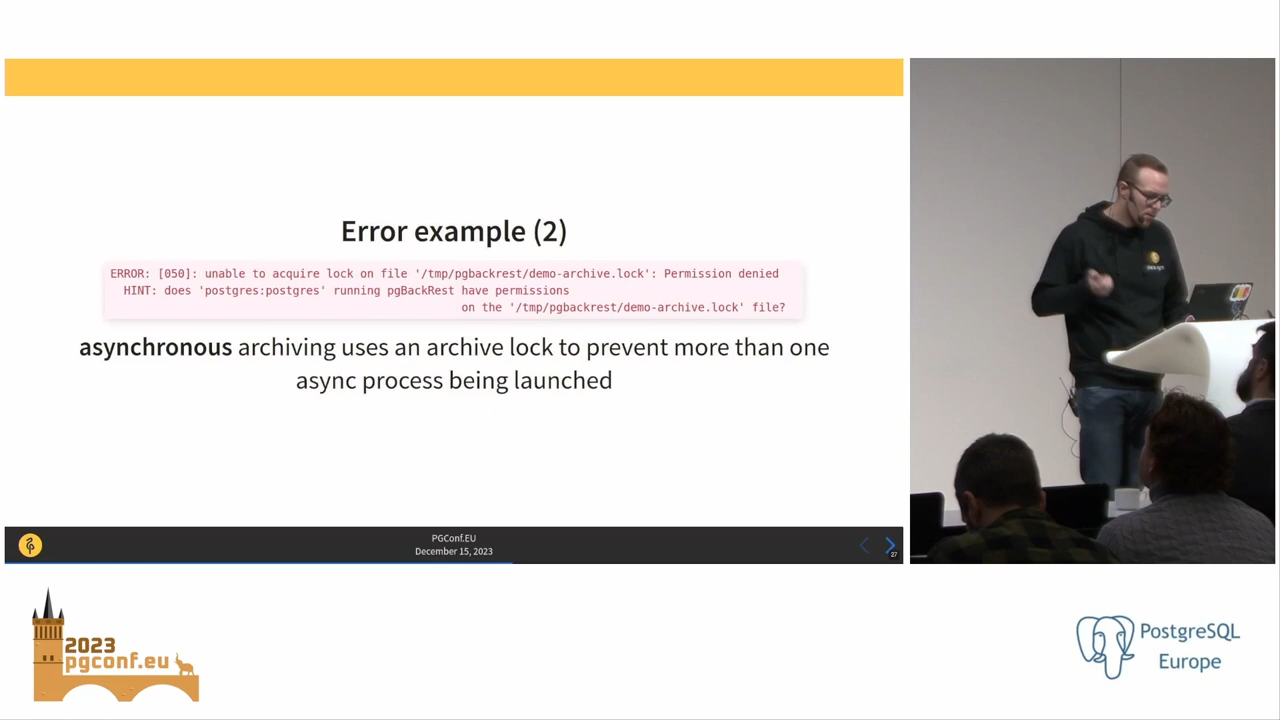 Error example (2)
ERROR: [050]: unable to acquire lock on file '/tmp/pgbackrest/demo-archive.lock': Permission denied
HINT: does 'postgres:postgres' running pgBackRest have permissions
on the '/tmp/pgbackrest/demo-archive.lock' file?
asynchronous archiving uses an archive lock to prevent more than one
async process being launched
PGConf.EU
December 15, 2023
27
2023
pgconf.eu
PostgreSQL
Europe